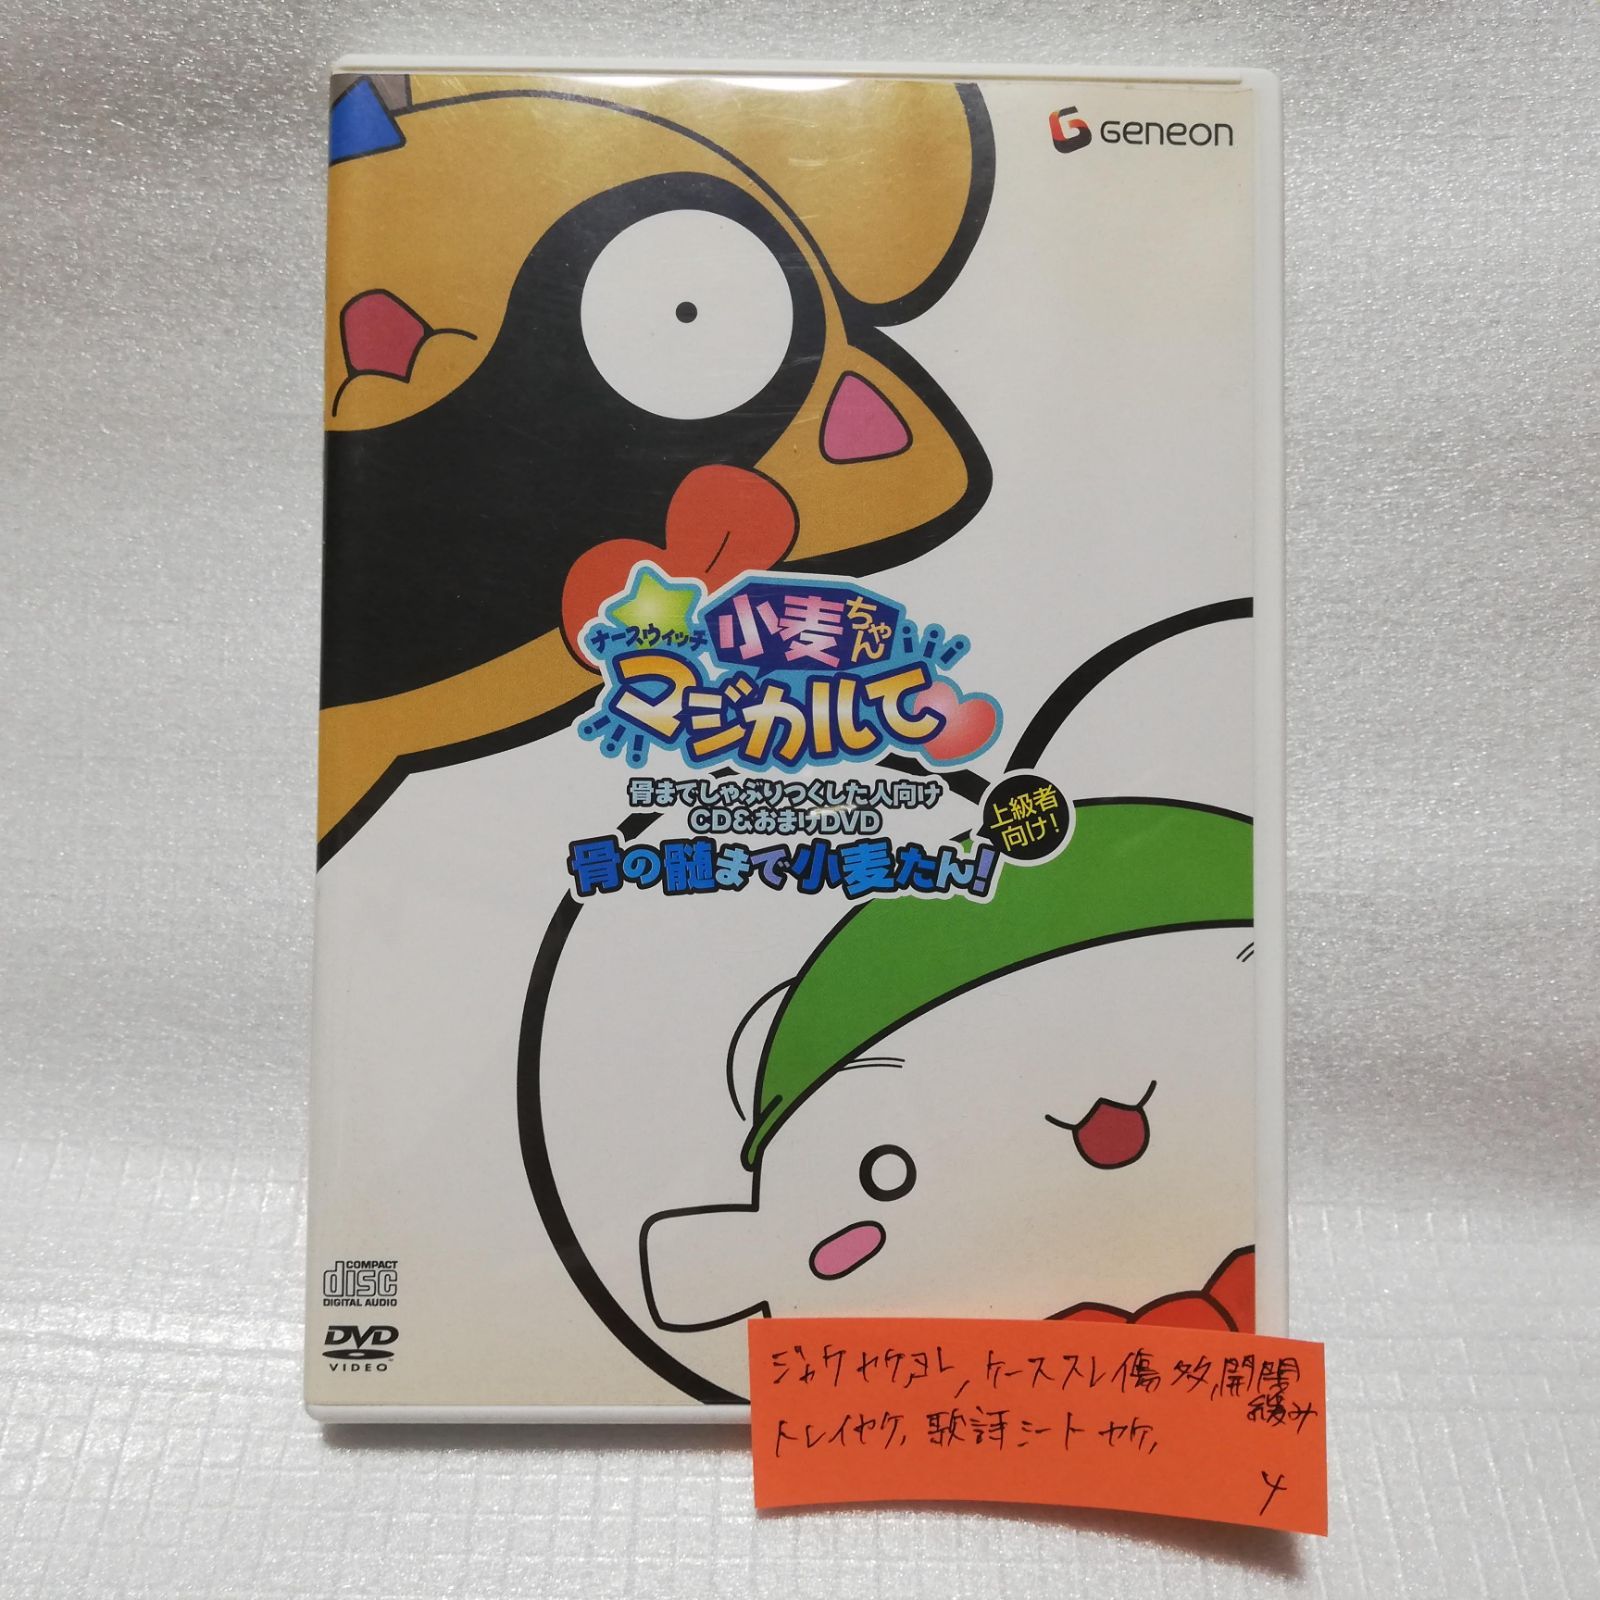 GENEON
ナースウィッチ
小麦ちゃん
マジカルて
骨までしゃぶりつくした人向け
CD&おまけDVD
上級者
向け!
骨の髄まで小麦たん!
COMPACT
disc
DIGITAL AUDIO
DVD
VIDEO
ジャケヤケ,ヨレ,ケーススレ傷多,開閉
緩み
トレイヤケ,歌詞シートヤケ,
4